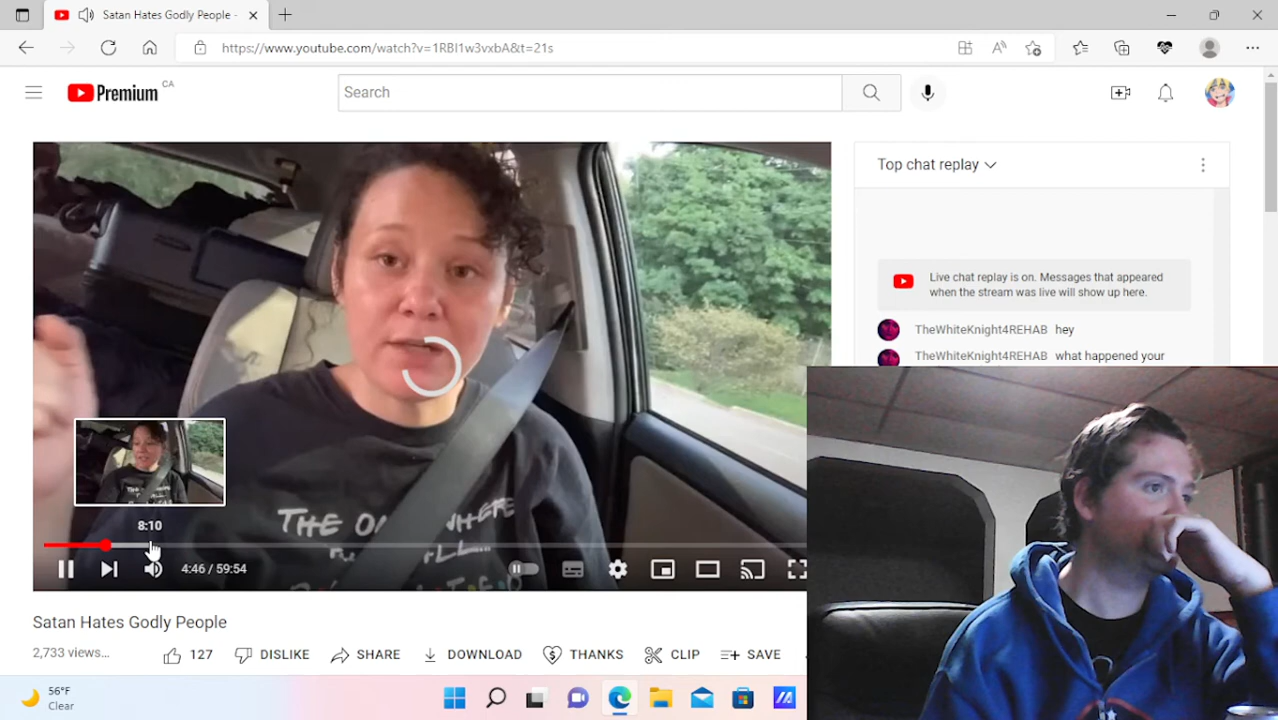 Satan Hates Godly People -
https://www.youtube.com/watch?v=1RBI1w3vxbA&t=21s
Premium CA
Search
Top chat replay
Live chat replay is on. Messages that appeared
when the stream was live will show up here.
TheWhiteKnight4REHAB hey
TheWhiteKnight4REHAB what happened your
THE ONE WHERE
8:10
4:46 / 59:54
Satan Hates Godly People
2,733 views...
127
DISLIKE
SHARE
DOWNLOAD
THANKS
CLIP
SAVE
56°F
Clear